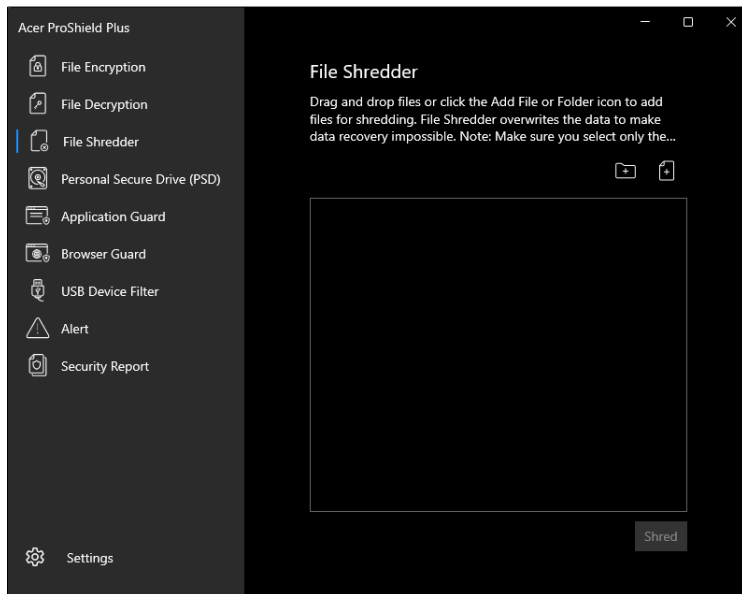 Acer ProShield Plus
File Encryption
File Decryption
File Shredder
Personal Secure Drive (PSD)
Application Guard
Browser Guard
USB Device Filter
Alert
Security Report
Settings
File Shredder
Drag and drop files or click the Add File or Folder icon to add
files for shredding. File Shredder overwrites the data to make
data recovery impossible. Note: Make sure you select only the...
Shred